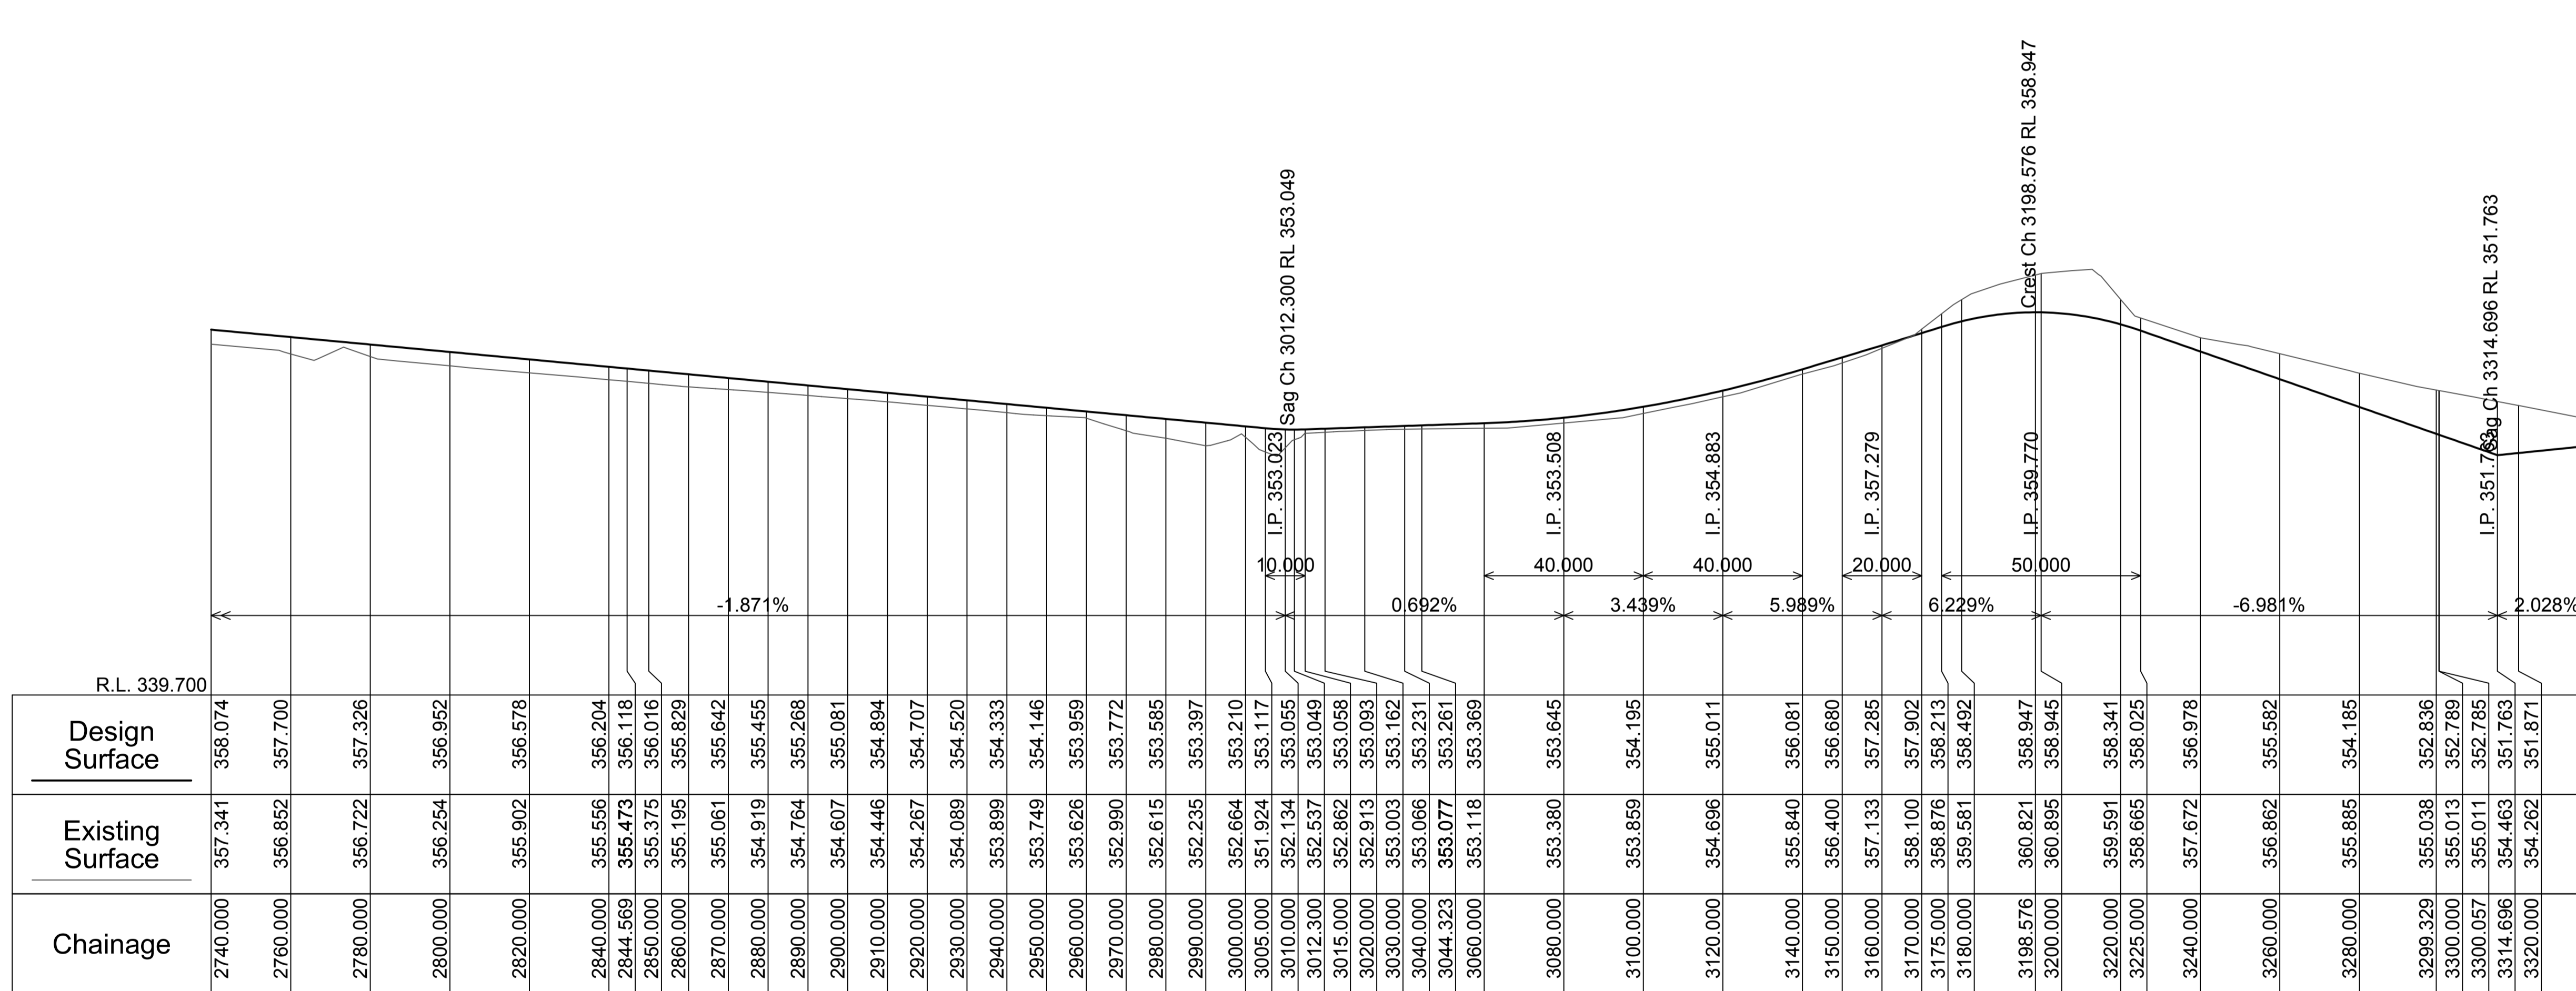 Crest Ch 3198.576 RL 358.947
Sag Ch 3012.300 RL 353.049
Sag Ch 3314.696 RL 351.763
I.P. 353.023
I.P. 353.508
I.P. 354.883
I.P. 357.279
I.P. 359.770
I.P. 351.763
10.000 40.000 40.000 20.000 50.000
-1.871% 0.692% 3.439% 5.989% 6.229% -6.981% 2.028%
R.L. 339.700
Design
Surface
358.074 357.700 357.326 356.952 356.578 356.204 356.118 356.016 355.829 355.642 355.455 355.268 355.081 354.894 354.707 354.520 354.333 354.146 353.959 353.772 353.585 353.397 353.210 353.117 353.055 353.049 353.058 353.093 353.162 353.231 353.261 353.369 353.645 354.195 355.011 356.081 356.680 357.285 357.902 358.213 358.492 358.947 358.945 358.341 358.025 356.978 355.582 354.185 352.836 352.789 352.785 351.763 351.871
Existing
Surface
357.341 356.852 356.722 356.254 355.902 355.556 355.473 355.375 355.195 355.061 354.919 354.764 354.607 354.446 354.267 354.089 353.899 353.749 353.626 352.990 352.615 352.235 352.664 351.924 352.134 352.537 352.862 352.913 353.003 353.066 353.077 353.118 353.380 353.859 354.696 355.840 356.400 357.133 358.100 358.876 359.581 360.821 360.895 359.591 358.665 357.672 356.862 355.885 355.038 355.013 355.011 354.463 354.262
Chainage
2740.000 2760.000 2780.000 2800.000 2820.000 2840.000 2844.569 2850.000 2860.000 2870.000 2880.000 2890.000 2900.000 2910.000 2920.000 2930.000 2940.000 2950.000 2960.000 2970.000 2980.000 2990.000 3000.000 3005.000 3010.000 3012.300 3015.000 3020.000 3030.000 3040.000 3044.323 3060.000 3080.000 3100.000 3120.000 3140.000 3150.000 3160.000 3170.000 3175.000 3180.000 3198.576 3200.000 3220.000 3225.000 3240.000 3260.000 3280.000 3299.329 3300.000 3300.057 3314.696 3320.000